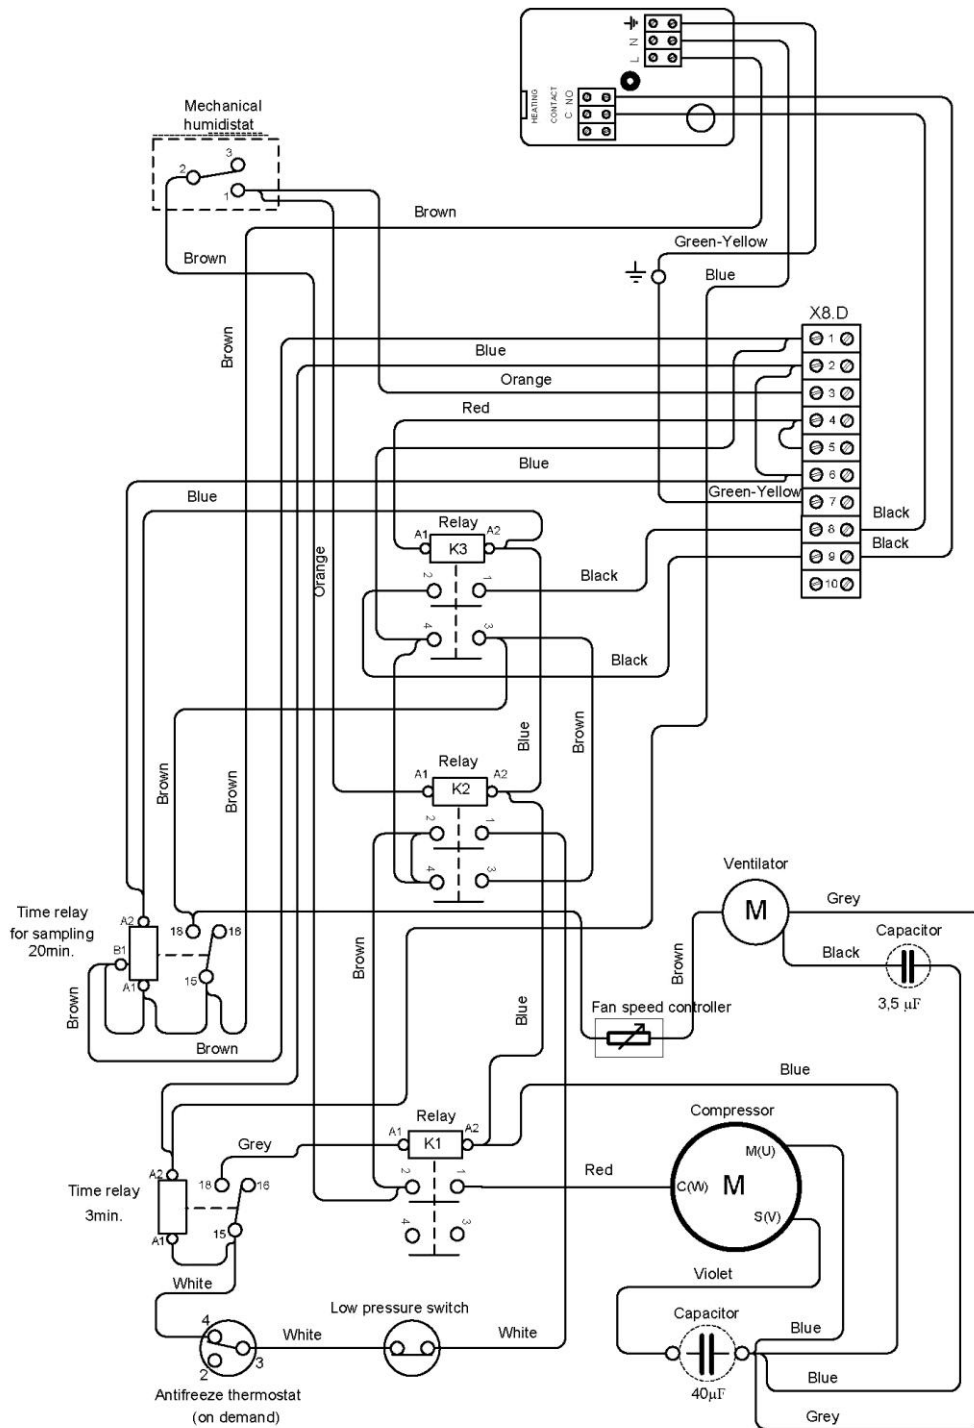 L N
HEATING
CONTACT
C NO
Mechanical
humidistat
3
2
1
Brown
Green-Yellow
Brown
Blue
X8.D
Brown
1
Blue
2
Orange
3
Red
4
5
Blue
6
Green-Yellow
7
Blue
Black
Relay
8
A1
K3
A2
Black
9
Orange
2
1
Black
10
4
3
Black
Blue
Brown
Relay
A1
K2
A2
Brown
Brown
2
1
4
3
Ventilator
M
Grey
Time relay
for sampling
20min.
A2
18
16
Capacitor
B1
Black
15
Brown
A1
3,5 µF
Brown
Blue
Fan speed controller
Brown
Blue
Relay
Compressor
A1
K1
A2
Grey
M(U)
A2
18
16
2
1
Red
C(W)
M
Time relay
3min.
S(V)
15
4
3
A1
Violet
White
4
Low pressure switch
Capacitor
White
White
Blue
3
2
Blue
Antifreeze thermostat
(on demand)
40µF
Grey